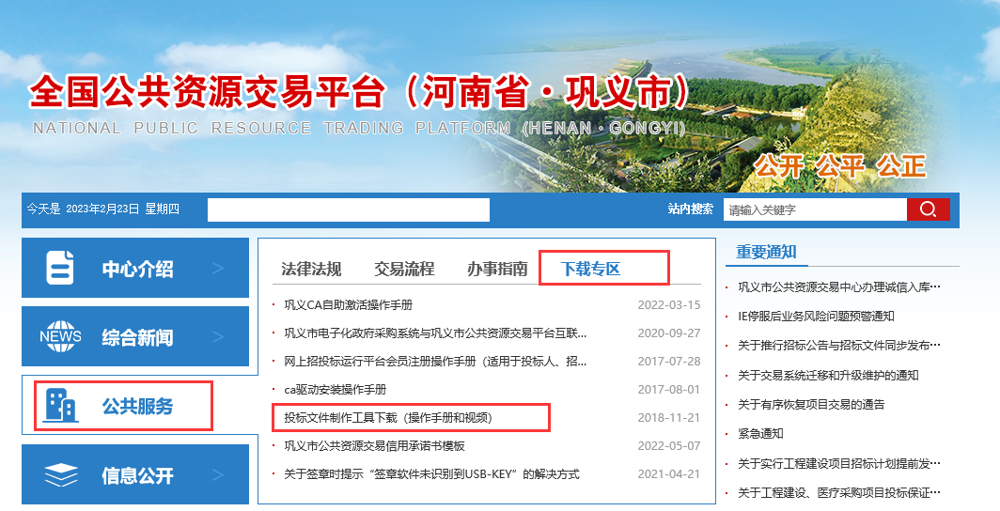 全国公共资源交易平台（河南省·巩义市）
NATIONAL PUBLIC RESOURCE TRADING PLATFORM (HENAN·GONGYI)
公开 公平 公正
今天是 2023年2月23日 星期四
站内搜索
请输入关键字
中心介绍 >
NEWS 综合新闻 >
公共服务
信息公开 >
法律法规 交易流程 办事指南 下载专区
巩义CA自助激活操作手册 2022-03-15
巩义市电子化政府采购系统与巩义市公共资源交易平台互联... 2020-09-27
网上招投标运行平台会员注册操作手册（适用于投标人、招... 2017-07-28
ca驱动安装操作手册 2017-08-01
投标文件制作工具下载（操作手册和视频） 2018-11-21
巩义市公共资源交易信用承诺书模板 2022-05-07
关于签章时提示“签章软件未识别到USB-KEY”的解决方式 2021-04-21
重要通知
巩义市公共资源交易中心办理诚信入库…
IE停服后业务风险问题预警通知
关于推行招标公告与招标文件同步发布…
关于交易系统迁移和升级维护的通知
关于有序恢复项目交易的通告
紧急通知
关于实行工程建设项目招标计划提前发…
关于工程建设、医疗采购项目投标保证…